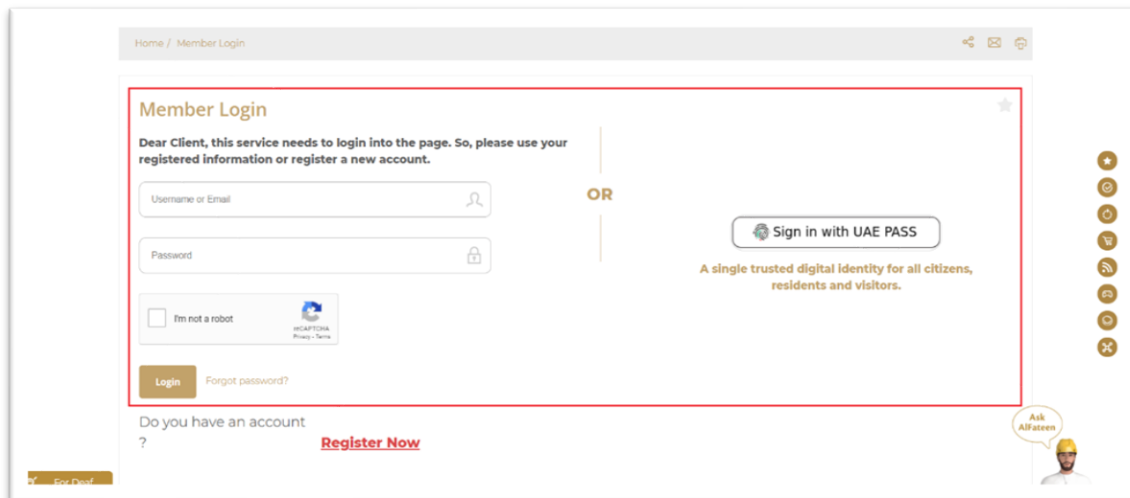 Home / Member Login
Member Login
Dear Client, this service needs to login into the page. So, please use your
registered information or register a new account.
Username or Email
Password
I'm not a robot
reCAPTCHA
Privacy - Terms
Login
Forgot password?
OR
Sign in with UAE PASS
A single trusted digital identity for all citizens,
residents and visitors.
Do you have an account
?
Register Now
Ask
AlFateen
For Deaf